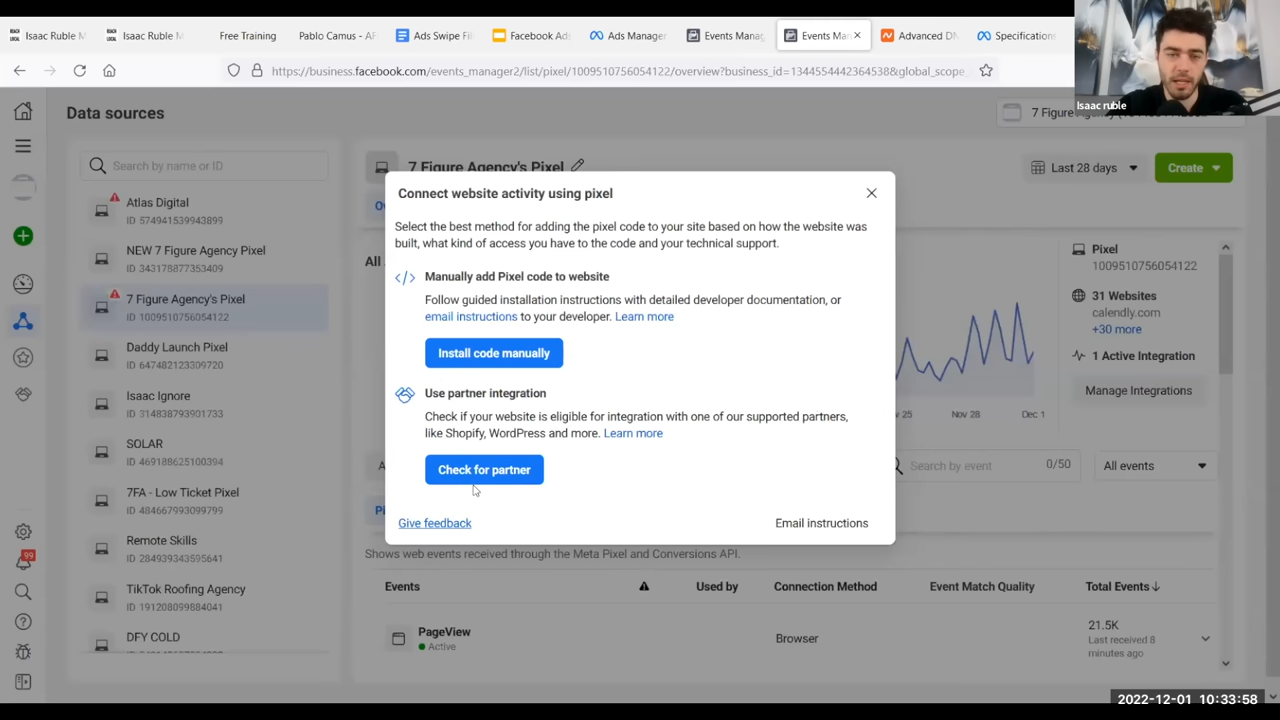 Isaac Ruble M
Isaac Ruble M
Free Training
Pablo Camus - AF
Ads Swipe Fi
Facebook Ad
Ads Manager
Events Mana
Events Man
Advanced DN
Specifications
https://business.facebook.com/events_manager2/list/pixel/1009510756054122/overview?business_id=134455442364538&global_scope_
Isaac ruble
Data sources
7 Figure
Search by name or ID
7 Figure Agency's Pixel
Last 28 days
Create
Atlas Digital
ID 574941539943899
NEW 7 Figure Agency Pixel
ID 343178877353409
7 Figure Agency's Pixel
ID 1009510756054122
Daddy Launch Pixel
ID 647482123309720
Isaac Ignore
ID 314838793901733
SOLAR
ID 469188625100394
7FA - Low Ticket Pixel
ID 484667993099799
Remote Skills
ID 284939343595641
TikTok Roofing Agency
ID 191208099884041
DFY COLD
99
Connect website activity using pixel
Select the best method for adding the pixel code to your site based on how the website was
built, what kind of access you have to the code and your technical support.
Manually add Pixel code to website
Follow guided installation instructions with detailed developer documentation, or
email instructions to your developer. Learn more
Install code manually
Use partner integration
Check if your website is eligible for integration with one of our supported partners,
like Shopify, WordPress and more. Learn more
Check for partner
Give feedback
Email instructions
All
Pixel
1009510756054122
31 Websites
calendly.com
+30 more
1 Active Integration
Manage Integrations
Nov 28
Dec 1
Search by event
0/50
All events
Shows web events received through the Meta Pixel and Conversions API.
Events
Used by
Connection Method
Event Match Quality
Total Events
PageView
Active
Browser
21.5K
Last received 8
minutes ago
2022-12-01 10:33:58